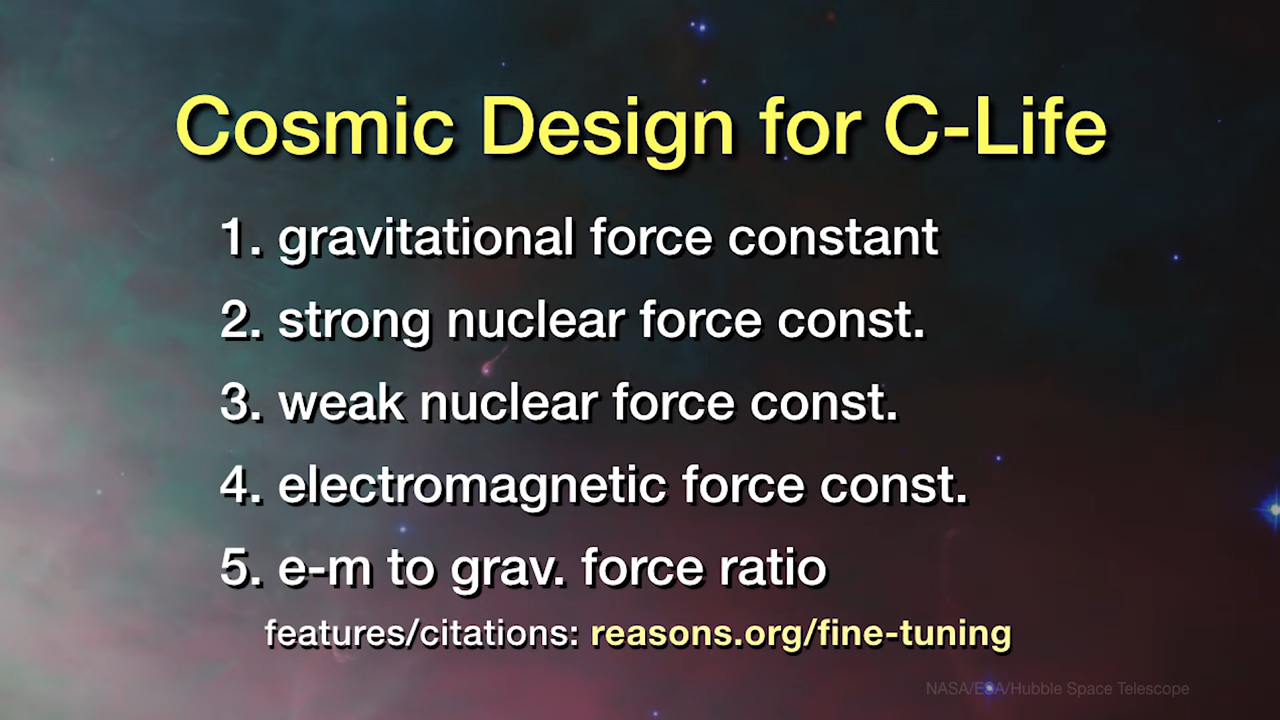 Cosmic Design for C-Life
1. gravitational force constant
2. strong nuclear force const.
3. weak nuclear force const.
4. electromagnetic force const.
5. e-m to grav. force ratio
features/citations: reasons.org/fine-tuning
NASA/ESA/Hubble Space Telescope